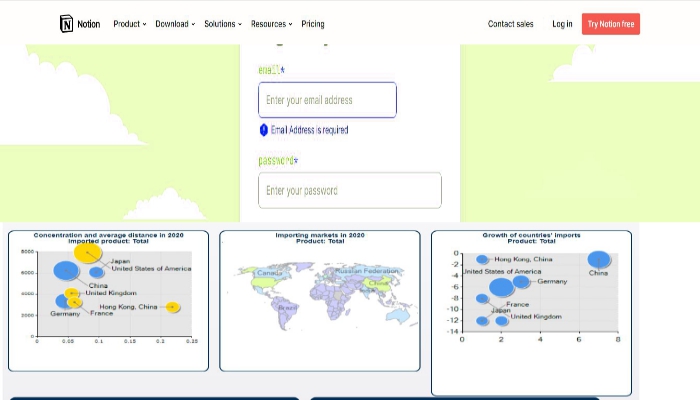 Notion Product Download Solutions Resources Pricing Contact sales Log in Try Notion free
email*
Enter your email address
Email Address is required
password*
Enter your password
Concentration and average distance in 2020
Imported product: Total
8000
6000
4000
2000
0
0 0.05 0.1 0.15 0.2 0.25
Japan
United States of America
China
United Kingdom
Hong Kong, China
Germany
France
Importing markets in 2020
Product: Total
Canada
Russian Federation
China
Brazil
Growth of countries' imports
Product: Total
0
-2
-4
-6
-8
-10
-12
-14
0 2 4 6 8
Hong Kong, China
China
United States of America
Germany
France
Japan
United Kingdom